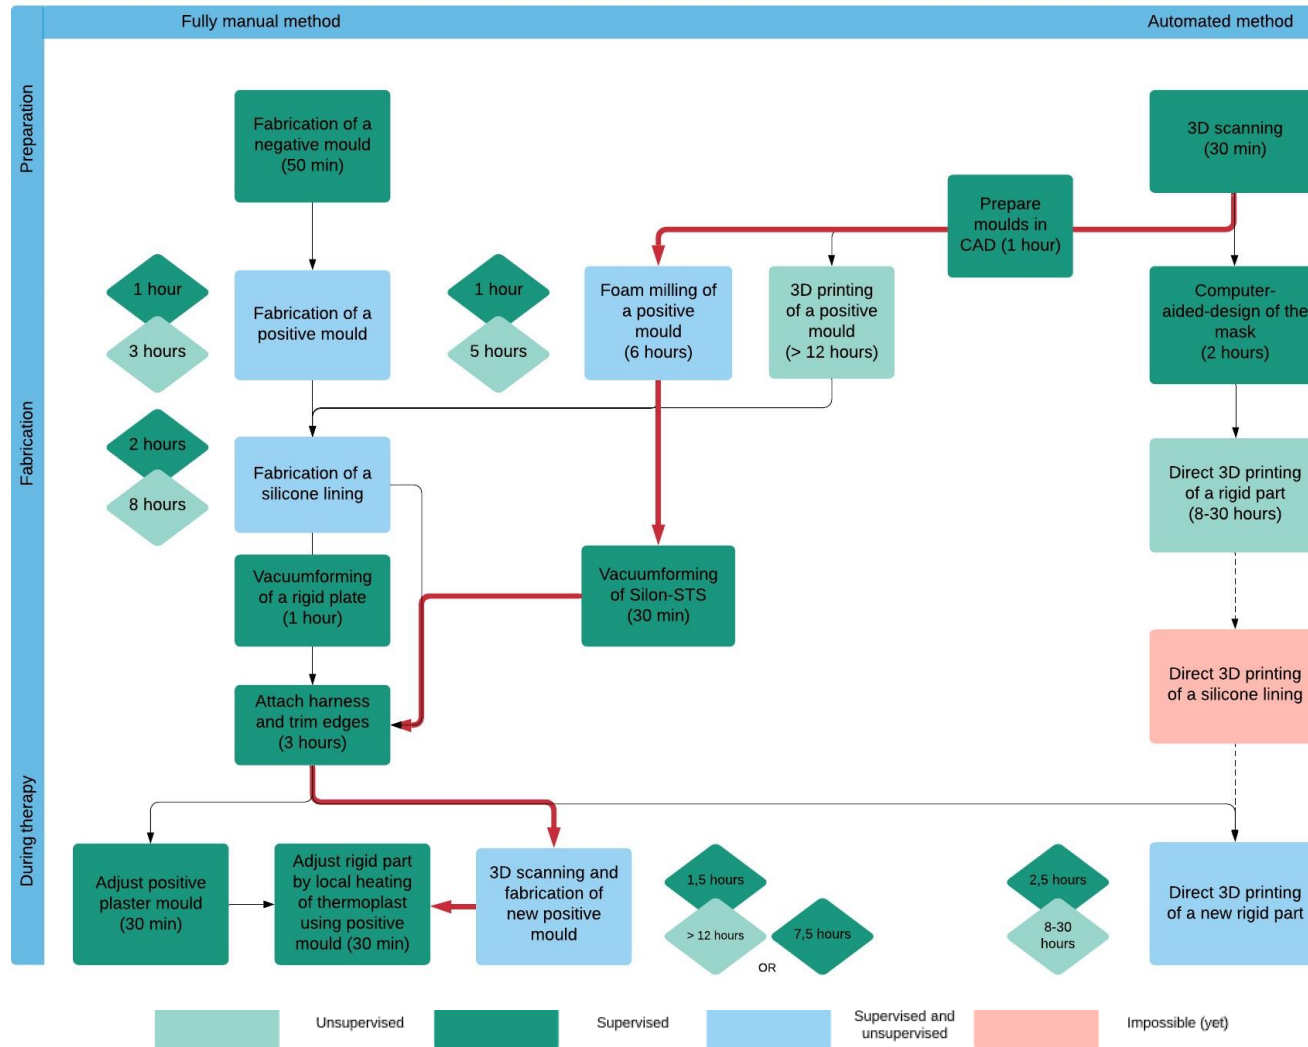 Fully manual method
Automated method
Preparation
Fabrication of a
negative mould
(50 min)
3D scanning
(30 min)
Prepare
moulds in
CAD (1 hour)
Fabrication
1 hour
3 hours
Fabrication of a
positive mould
1 hour
5 hours
Foam milling of
a positive
mould
(6 hours)
3D printing
of a positive
mould
(> 12 hours)
Computer-
aided-design of the
mask
(2 hours)
2 hours
8 hours
Fabrication of a
silicone lining
Direct 3D printing
of a rigid part
(8-30 hours)
Vacuumforming
of a rigid plate
(1 hour)
Vacuumforming
of Silon-STS
(30 min)
Direct 3D printing
of a silicone lining
Attach harness
and trim edges
(3 hours)
During therapy
Adjust positive
plaster mould
(30 min)
Adjust rigid part
by local heating
of thermoplast
using positive
mould (30 min)
3D scanning and
fabrication of
new positive
mould
1,5 hours
> 12 hours
7,5 hours
OR
2,5 hours
8-30
hours
Direct 3D printing
of a new rigid part
Unsupervised
Supervised
Supervised and
unsupervised
Impossible (yet)